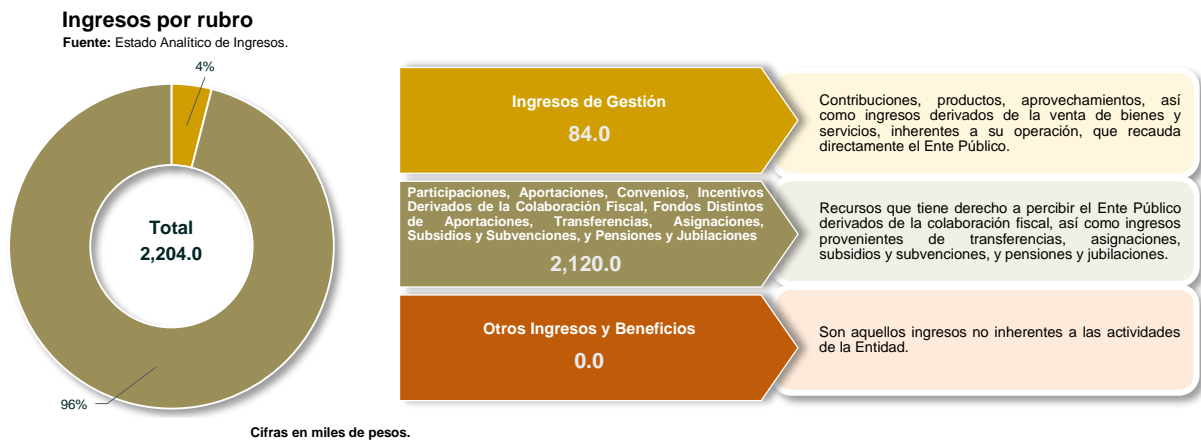 Ingresos por rubro
Fuente: Estado Analítico de Ingresos.
4%
Total
2,204.0
96%
Ingresos de Gestión
84.0
Contribuciones, productos, aprovechamientos, así
como ingresos derivados de la venta de bienes y
servicios, inherentes a su operación, que recauda
directamente el Ente Público.
Participaciones, Aportaciones, Convenios, Incentivos
Derivados de la Colaboración Fiscal, Fondos Distintos
de Aportaciones, Transferencias, Asignaciones,
Subsidios y Subvenciones, y Pensiones y Jubilaciones
2,120.0
Recursos que tiene derecho a percibir el Ente Público
derivados de la colaboración fiscal, así como ingresos
provenientes de transferencias, asignaciones,
subsidios y subvenciones, y pensiones y jubilaciones.
Otros Ingresos y Beneficios
0.0
Son aquellos ingresos no inherentes a las actividades
de la Entidad.
Cifras en miles de pesos.